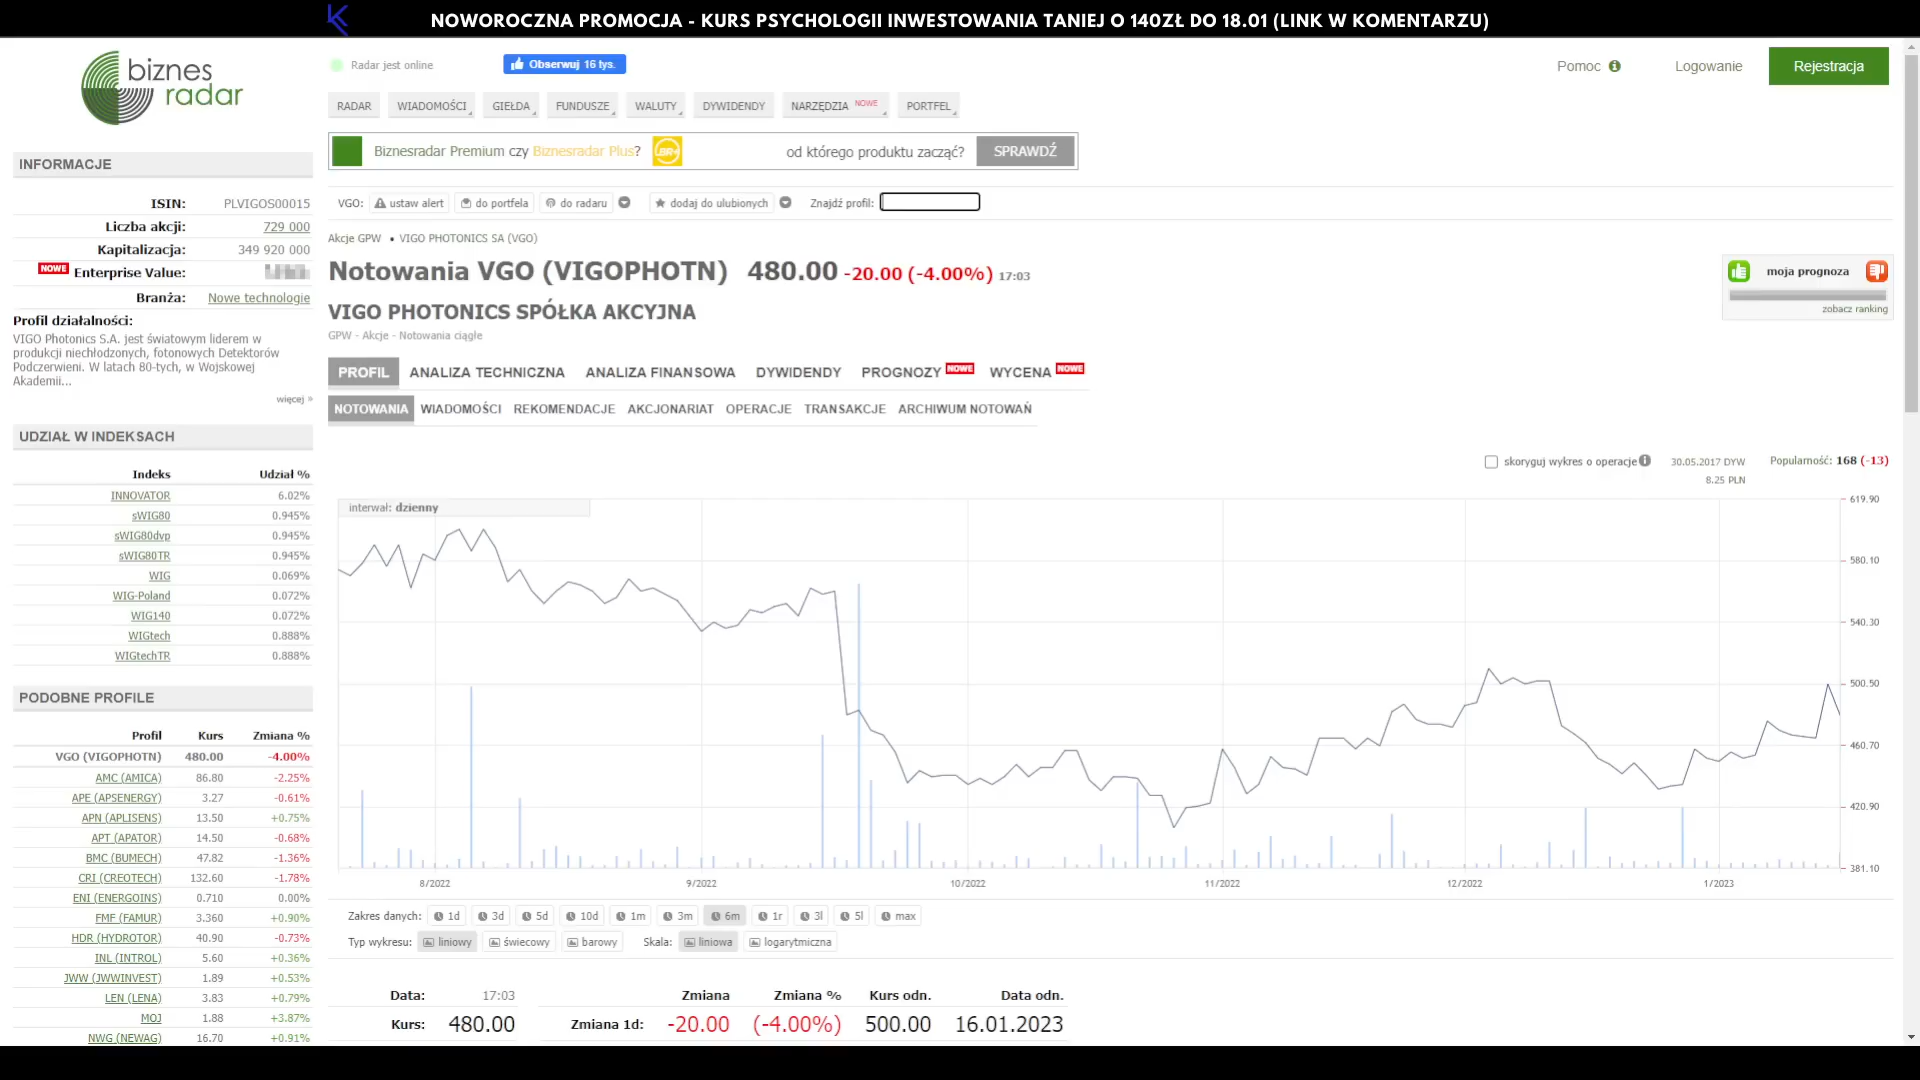 NOWOROCZNA PROMOCJA - KURS PSYCHOLOGII INWESTOWANIA TANIEJ O 140ZŁ DO 18.01 (LINK W KOMENTARZU)
biznes
radar
Radar jest online
Obserwuj 16 tys.
Pomoc
Logowanie
Rejestracja
RADAR WIADOMOŚCI GIEŁDA FUNDUSZE WALUTY DYWIDENDY NARZĘDZIA NOWE PORTFEL
Biznesradar Premium czy Biznesradar Plus? BR+ od którego produktu zacząć? SPRAWDŹ
VGO: ustaw alert do portfela do radaru dodaj do ulubionych Znajdź profil:
Akcje GPW • VIGO PHOTONICS SA (VGO)
Notowania VGO (VIGOPHOTN) 480.00 -20.00 (-4.00%) 17:03
VIGO PHOTONICS SPÓŁKA AKCYJNA
GPW - Akcje - Notowania ciągłe
moja prognoza
zobacz ranking
PROFIL ANALIZA TECHNICZNA ANALIZA FINANSOWA DYWIDENDY PROGNOZY NOWE WYCENA NOWE
NOTOWANIA WIADOMOŚCI REKOMENDACJE AKCJONARIAT OPERACJE TRANSAKCJE ARCHIWUM NOTOWAŃ
INFORMACJE
ISIN: PLVIGOS00015
Liczba akcji: 729 000
Kapitalizacja: 349 920 000
NOWE Enterprise Value:
Branża: Nowe technologie
Profil działalności:
VIGO Photonics S.A. jest światowym liderem w
produkcji niechłodzonych, fotonowych Detektorów
Podczerwieni. W latach 80-tych, w Wojskowej
Akademii...
więcej »
UDZIAŁ W INDEKSACH
Indeks Udział %
INNOVATOR 6.02%
sWIG80 0.945%
sWIG80dvp 0.945%
sWIG80TR 0.945%
WIG 0.069%
WIG-Poland 0.072%
WIG140 0.072%
WIGtech 0.888%
WIGtechTR 0.888%
PODOBNE PROFILE
Profil Kurs Zmiana %
VGO (VIGOPHOTN) 480.00 -4.00%
AMC (AMICA) 86.80 -2.25%
APE (APSENERGY) 3.27 -0.61%
APN (APLISENS) 13.50 +0.75%
APT (APATOR) 14.50 -0.68%
BMC (BUMECH) 47.82 -1.36%
CRI (CREOTECH) 132.60 -1.78%
ENI (ENERGOINS) 0.710 0.00%
FMF (FAMUR) 3.360 +0.90%
HDR (HYDROTOR) 40.90 -0.73%
INL (INTROL) 5.60 +0.36%
JWW (JWWINVEST) 1.89 +0.53%
LEN (LENA) 3.83 +0.79%
MOJ 1.88 +3.87%
NWG (NEWAG) 16.70 +0.91%
skoryguj wykres o operacje 30.05.2017 DYW
8.25 PLN
Popularność: 168 (-13)
interwał: dzienny
619.90
580.10
540.30
500.50
460.70
420.90
381.10
8/2022 9/2022 10/2022 11/2022 12/2022 1/2023
Zakres danych: 1d 3d 5d 10d 1m 3m 6m 1r 3l 5l max
Typ wykresu: liniowy świecowy barowy Skala: liniowa logarytmiczna
Data: 17:03 Zmiana Zmiana % Kurs odn. Data odn.
Kurs: 480.00 Zmiana 1d: -20.00 (-4.00%) 500.00 16.01.2023